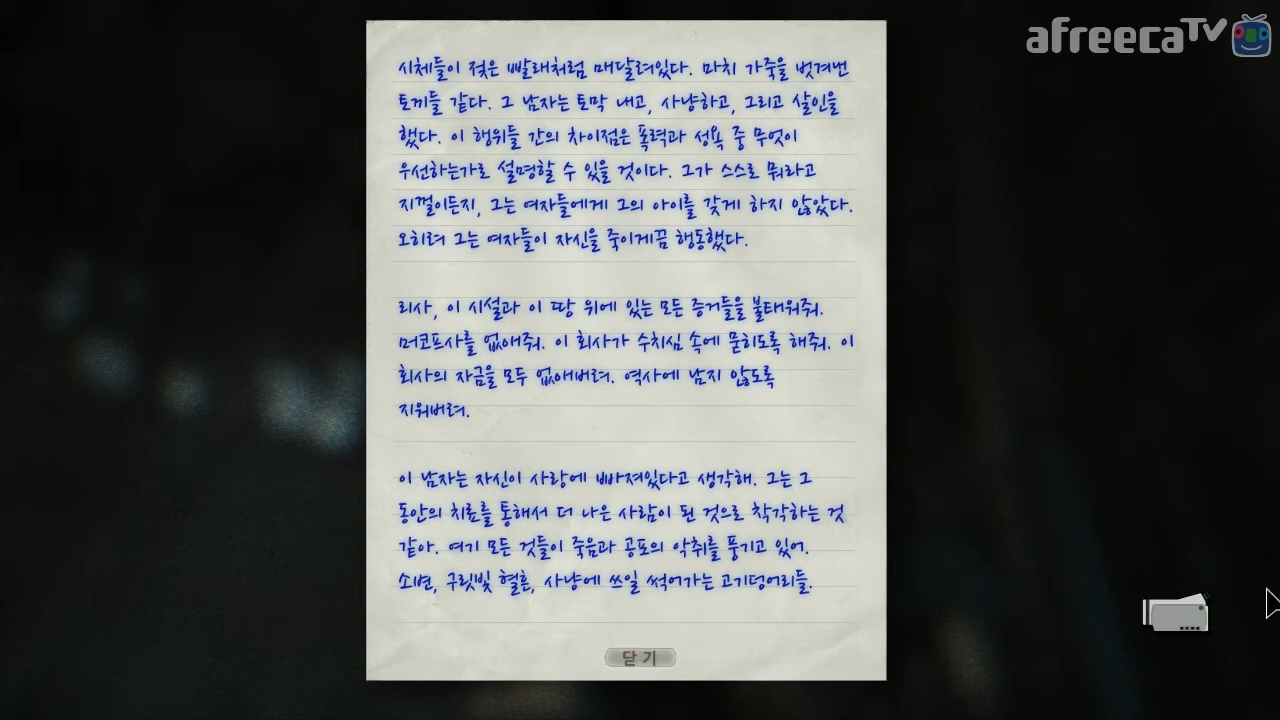 afreecaTV
시체들이 젖은 빨래처럼 매달려있다. 마치 가죽을 벗겨낸
토끼들 같다. 그 남자는 토막 내고, 사냥하고, 그리고 살인을
했다. 이 행위들 간의 차이점은 폭력과 성욕 중 무엇이
우선하는가로 설명할 수 있을 것이다. 그가 스스로 뭐라고
지껄이든지, 그는 여자들에게 그의 아이를 갖게 하지 않았다.
오히려 그는 여자들이 자신을 죽이게끔 행동했다.
리사, 이 시설과 이 땅 위에 있는 모든 증거들을 불태워줘.
머코프사를 없애줘. 이 회사가 수치심 속에 묻히도록 해줘. 이
회사의 자금을 모두 없애버려. 역사에 남지 않도록
지워버려.
이 남자는 자신이 사랑에 빠져있다고 생각해. 그는 그
동안의 치료를 통해서 더 나은 사람이 된 것으로 착각하는 것
같아. 여기 모든 것들이 죽음과 공포의 악취를 풍기고 있어.
소변, 구릿빛 혈흔, 사냥에 쓰일 썩어가는 고기덩어리들.
닫기